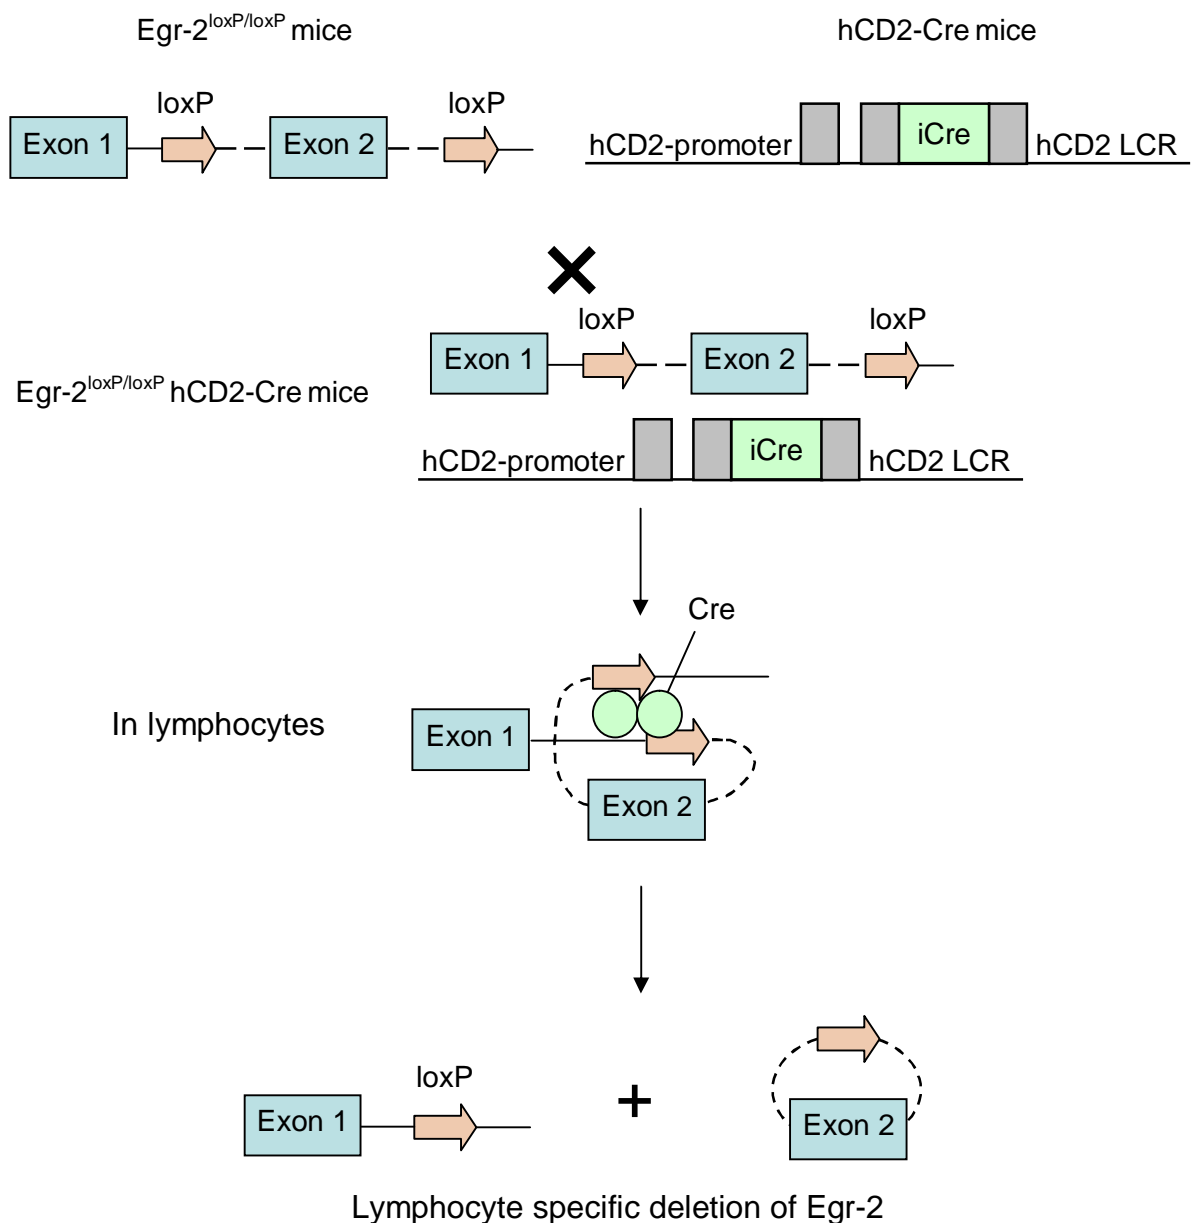 Egr-2loxP/loxP mice
hCD2-Cre mice
loxP
loxP
Exon 1
Exon 2
hCD2-promoter
iCre
hCD2 LCR
loxP
loxP
Exon 1
Exon 2
Egr-2loxP/loxP hCD2-Cre mice
hCD2-promoter
iCre
hCD2 LCR
Cre
In lymphocytes
Exon 1
Exon 2
loxP
Exon 1
+
Exon 2
Lymphocyte specific deletion of Egr-2